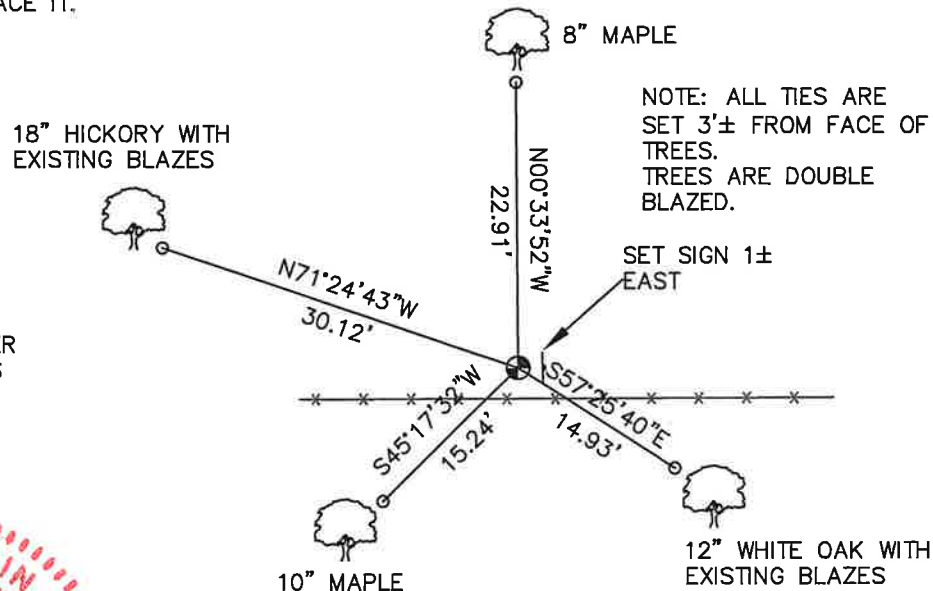 8" MAPLE
NOTE: ALL TIES ARE
SET 3'± FROM FACE OF
TREES.
TREES ARE DOUBLE
BLAZED.
18" HICKORY WITH
EXISTING BLAZES
N00°33'52"W
22.91'
SET SIGN 1±
EAST
N71°24'43"W
30.12'
S45°17'32"W
15.24'
S57°25'40"E
14.93'
10" MAPLE
12" WHITE OAK WITH
EXISTING BLAZES